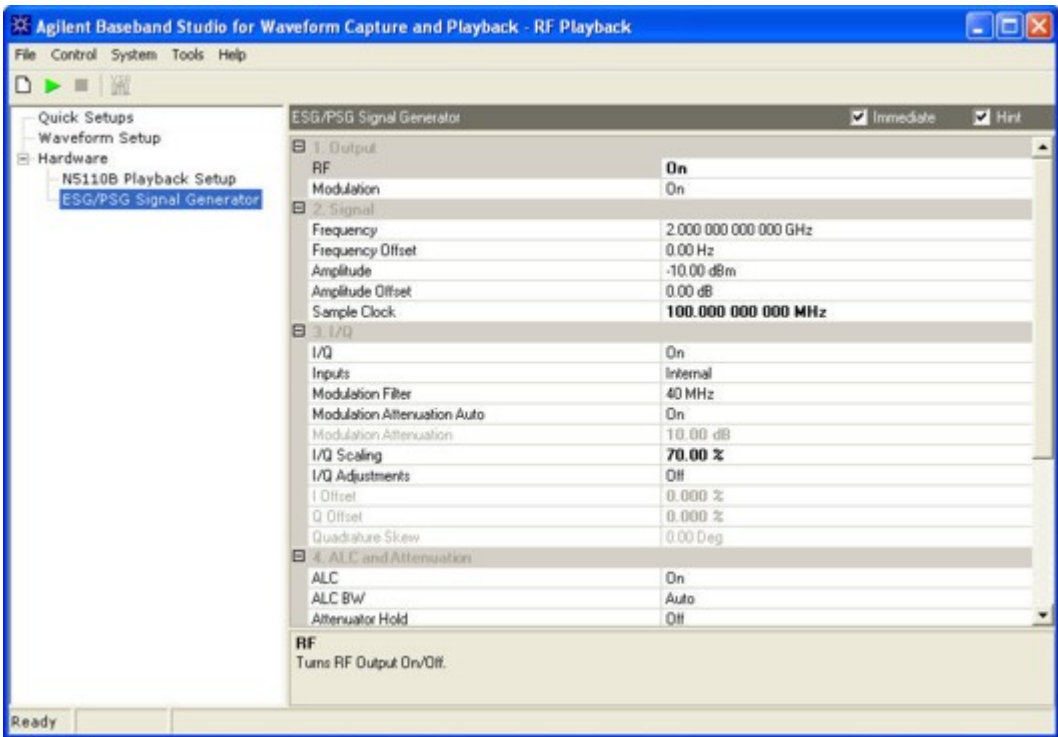 Agilent Baseband Studio for Waveform Capture and Playback - RF Playback
File Control System Tools Help
Quick Setups
Waveform Setup
Hardware
N5110B Playback Setup
ESG/PSG Signal Generator
ESG/PSG Signal Generator Immediate Hint
1. Output
RF On
Modulation On
2. Signal
Frequency 2.000 000 000 000 GHz
Frequency Offset 0.00 Hz
Amplitude -10.00 dBm
Amplitude Offset 0.00 dB
Sample Clock 100.000 000 000 MHz
3. I/Q
I/Q On
Inputs Internal
Modulation Filter 40 MHz
Modulation Attenuation Auto On
Modulation Attenuation 10.00 dB
I/Q Scaling 70.00 %
I/Q Adjustments Off
I Offset 0.000 %
Q Offset 0.000 %
Quadrature Skew 0.00 Deg
4. ALC and Attenuation
ALC On
ALC BW Auto
Attenuator Hold Off
RF
Turns RF Output On/Off.
Ready